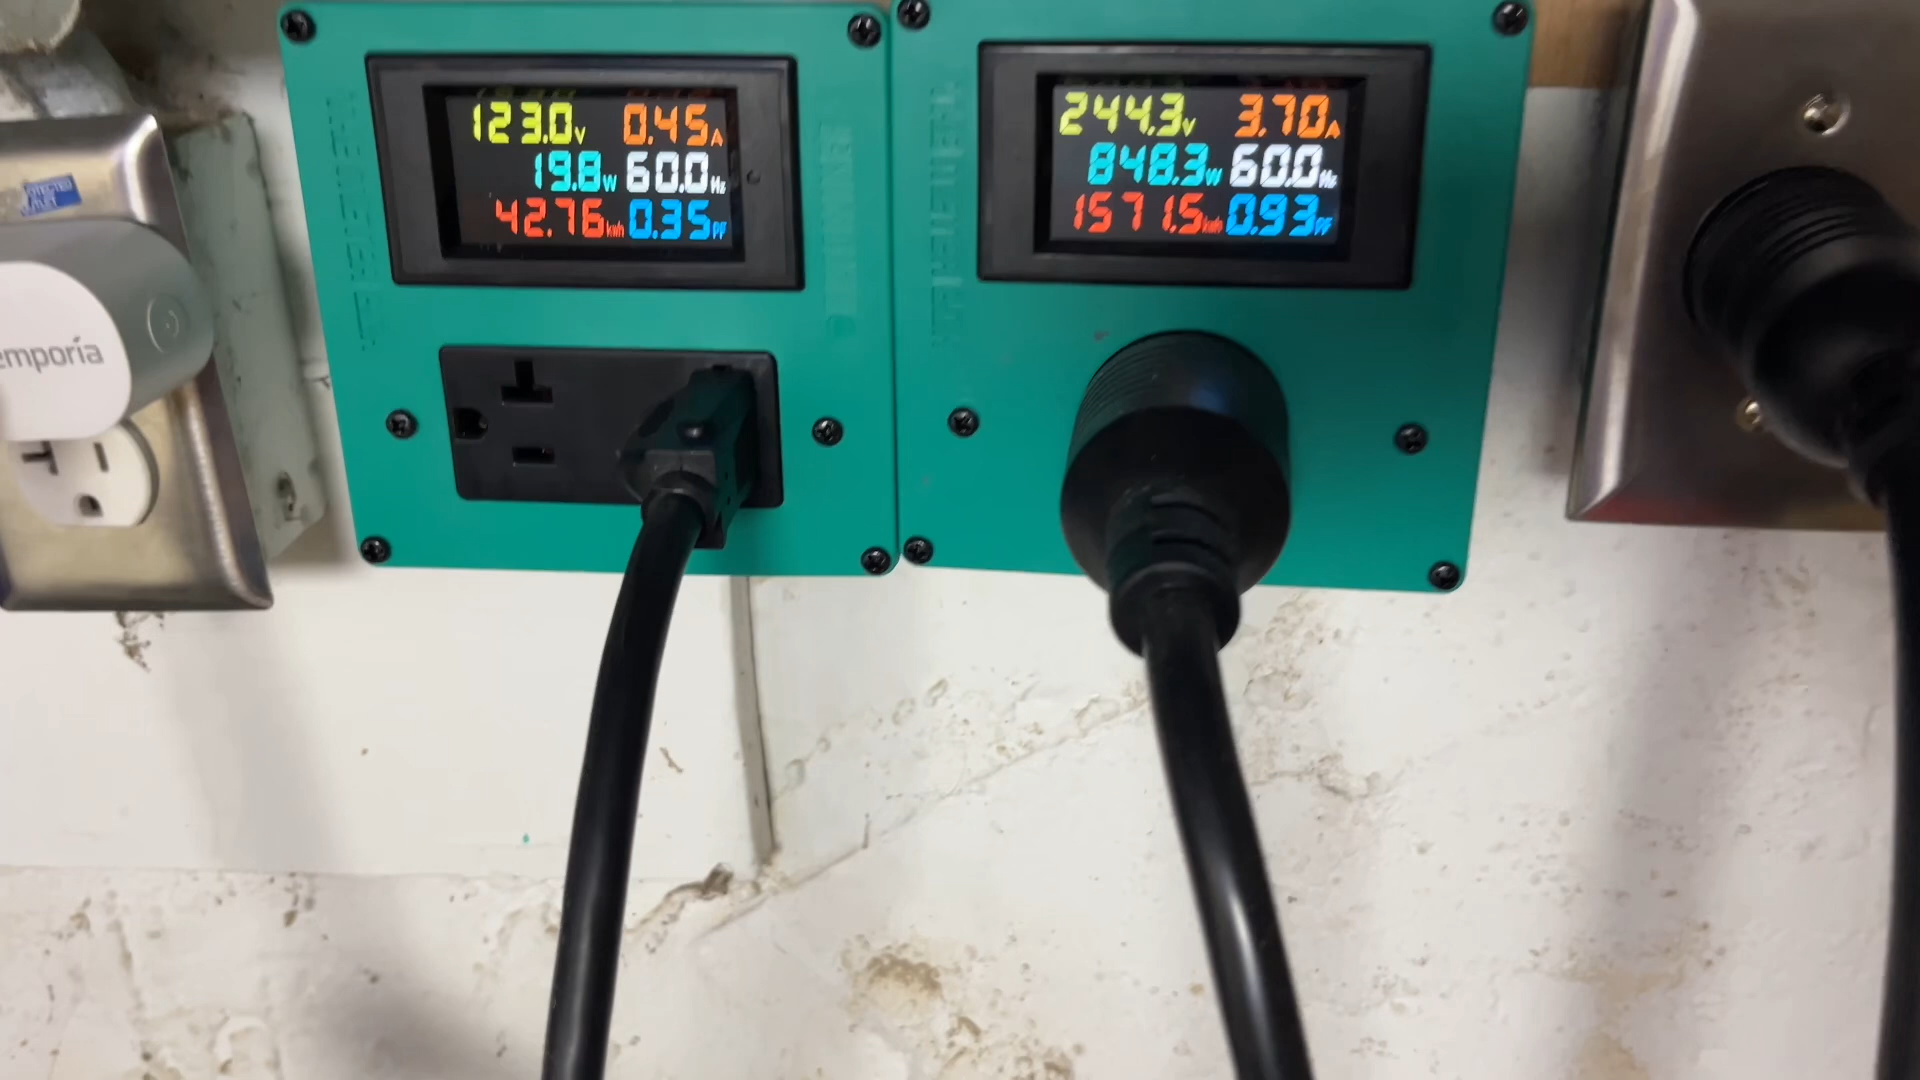 emporia
123.0V 0.45A
19.8W 60.0Hz
42.76kwh 0.35PF
244.3V 3.70A
848.3W 60.0Hz
1571.5kwh 0.93PF